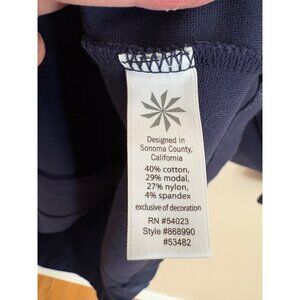 Designed in
Sonoma County,
California
40% cotton,
29% modal,
27% nylon,
4% spandex
exclusive of decoration
RN #54023
Style #868990
#53482